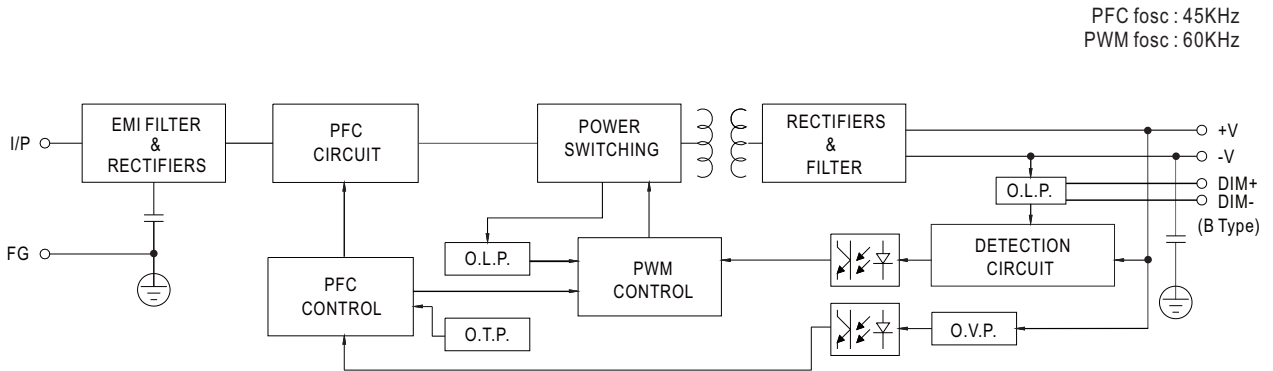 PFC fosc : 45KHz
PWM fosc : 60KHz
I/P
EMI FILTER
&
RECTIFIERS
PFC
CIRCUIT
POWER
SWITCHING
RECTIFIERS
&
FILTER
+V
-V
DIM+
DIM-
(B Type)
O.L.P.
FG
O.L.P.
PFC
CONTROL
PWM
CONTROL
DETECTION
CIRCUIT
O.T.P.
O.V.P.